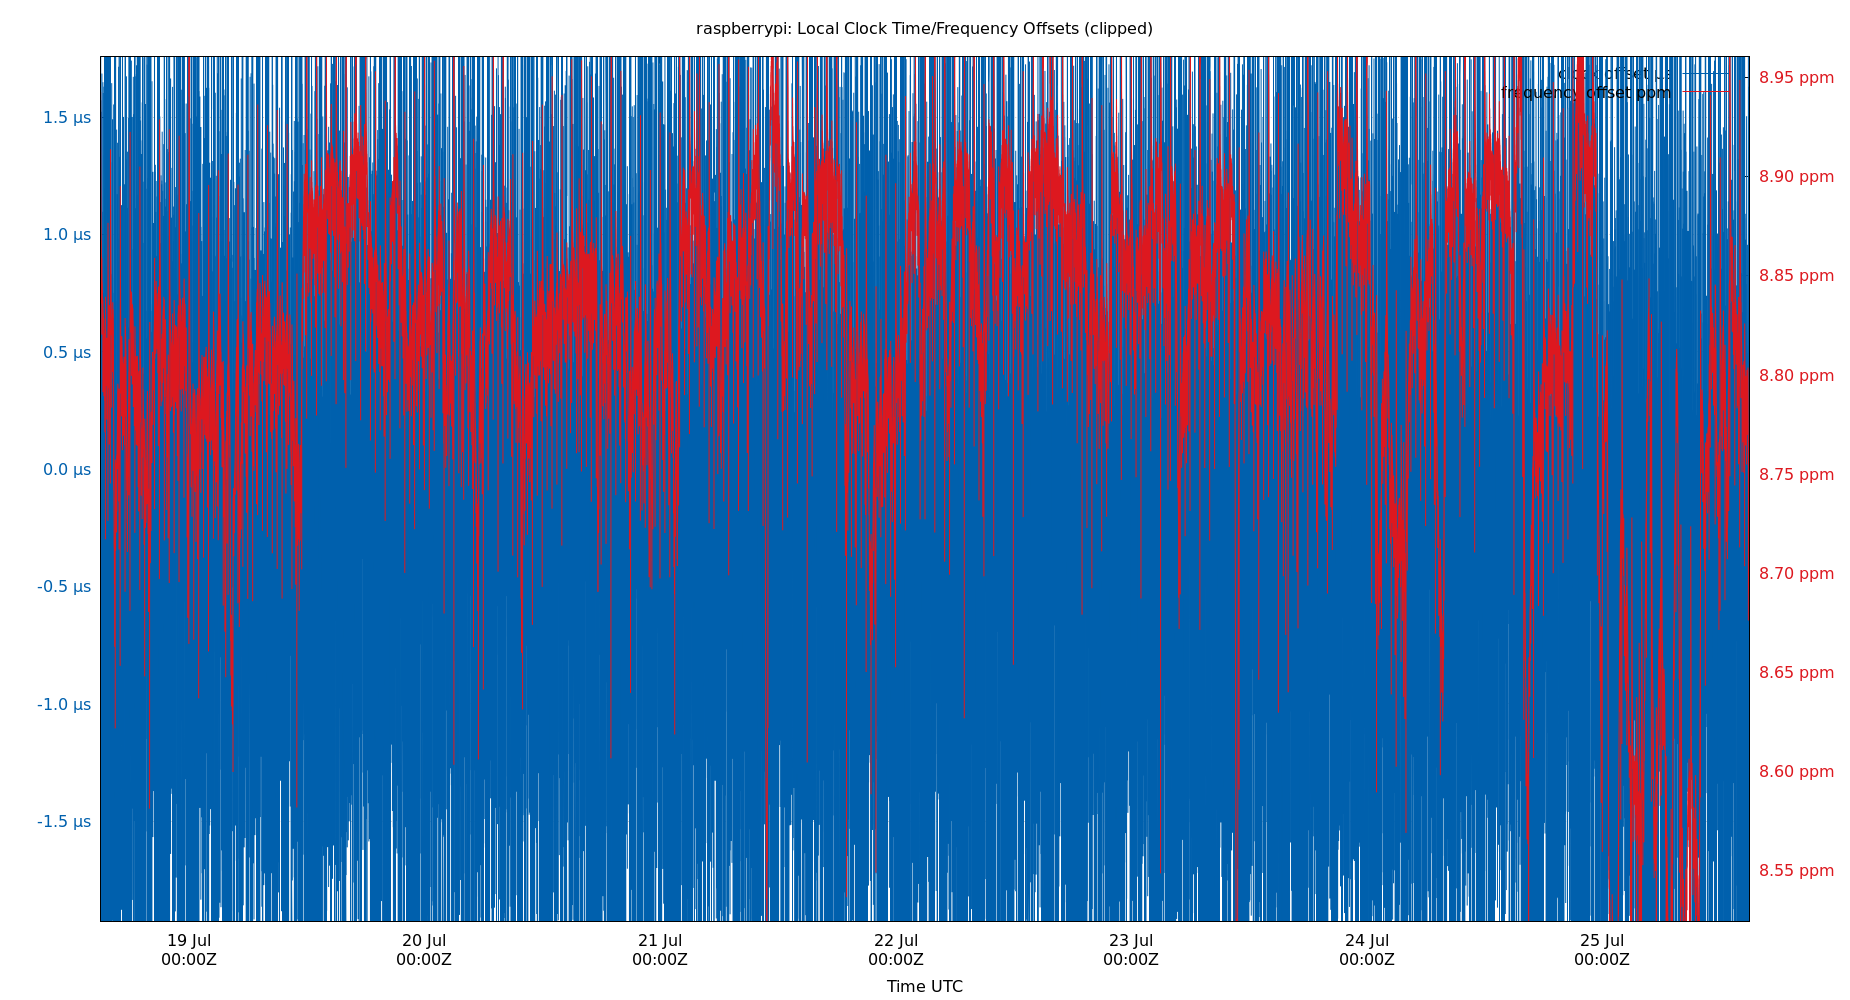 raspberrypi: Local Clock Time/Frequency Offsets (clipped)
clock offset µs
frequency offset ppm
1.5 µs
1.0 µs
0.5 µs
0.0 µs
-0.5 µs
-1.0 µs
-1.5 µs
8.95 ppm
8.90 ppm
8.85 ppm
8.80 ppm
8.75 ppm
8.70 ppm
8.65 ppm
8.60 ppm
8.55 ppm
19 Jul 20 Jul 21 Jul 22 Jul 23 Jul 24 Jul 25 Jul
00:00Z 00:00Z 00:00Z 00:00Z 00:00Z 00:00Z 00:00Z
Time UTC